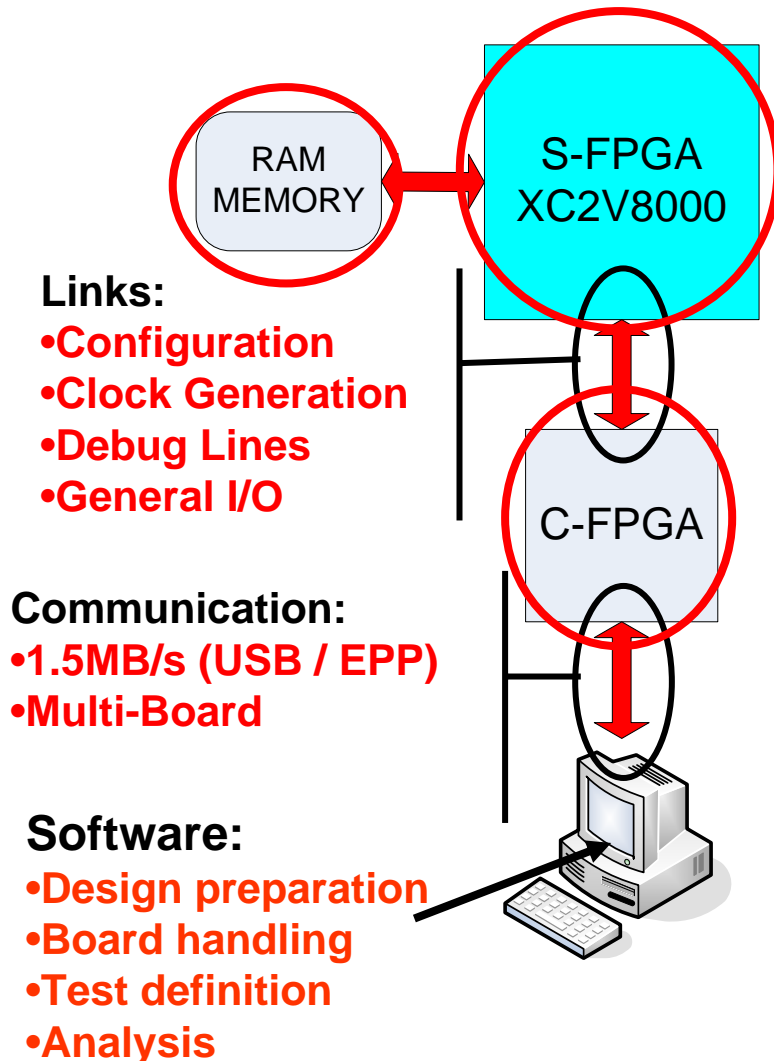 RAM
MEMORY
S-FPGA
XC2V8000
Links:
•Configuration
•Clock Generation
•Debug Lines
•General I/O
C-FPGA
Communication:
•1.5MB/s (USB / EPP)
•Multi-Board
Software:
•Design preparation
•Board handling
•Test definition
•Analysis